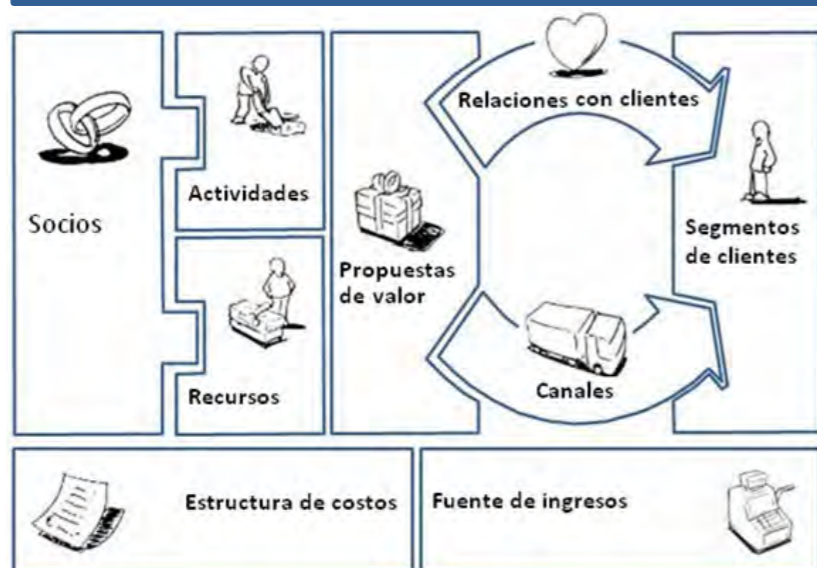 Socios
Actividades
Recursos
Propuestas
de valor
Relaciones con clientes
Canales
Segmentos
de clientes
Estructura de costos
Fuente de ingresos